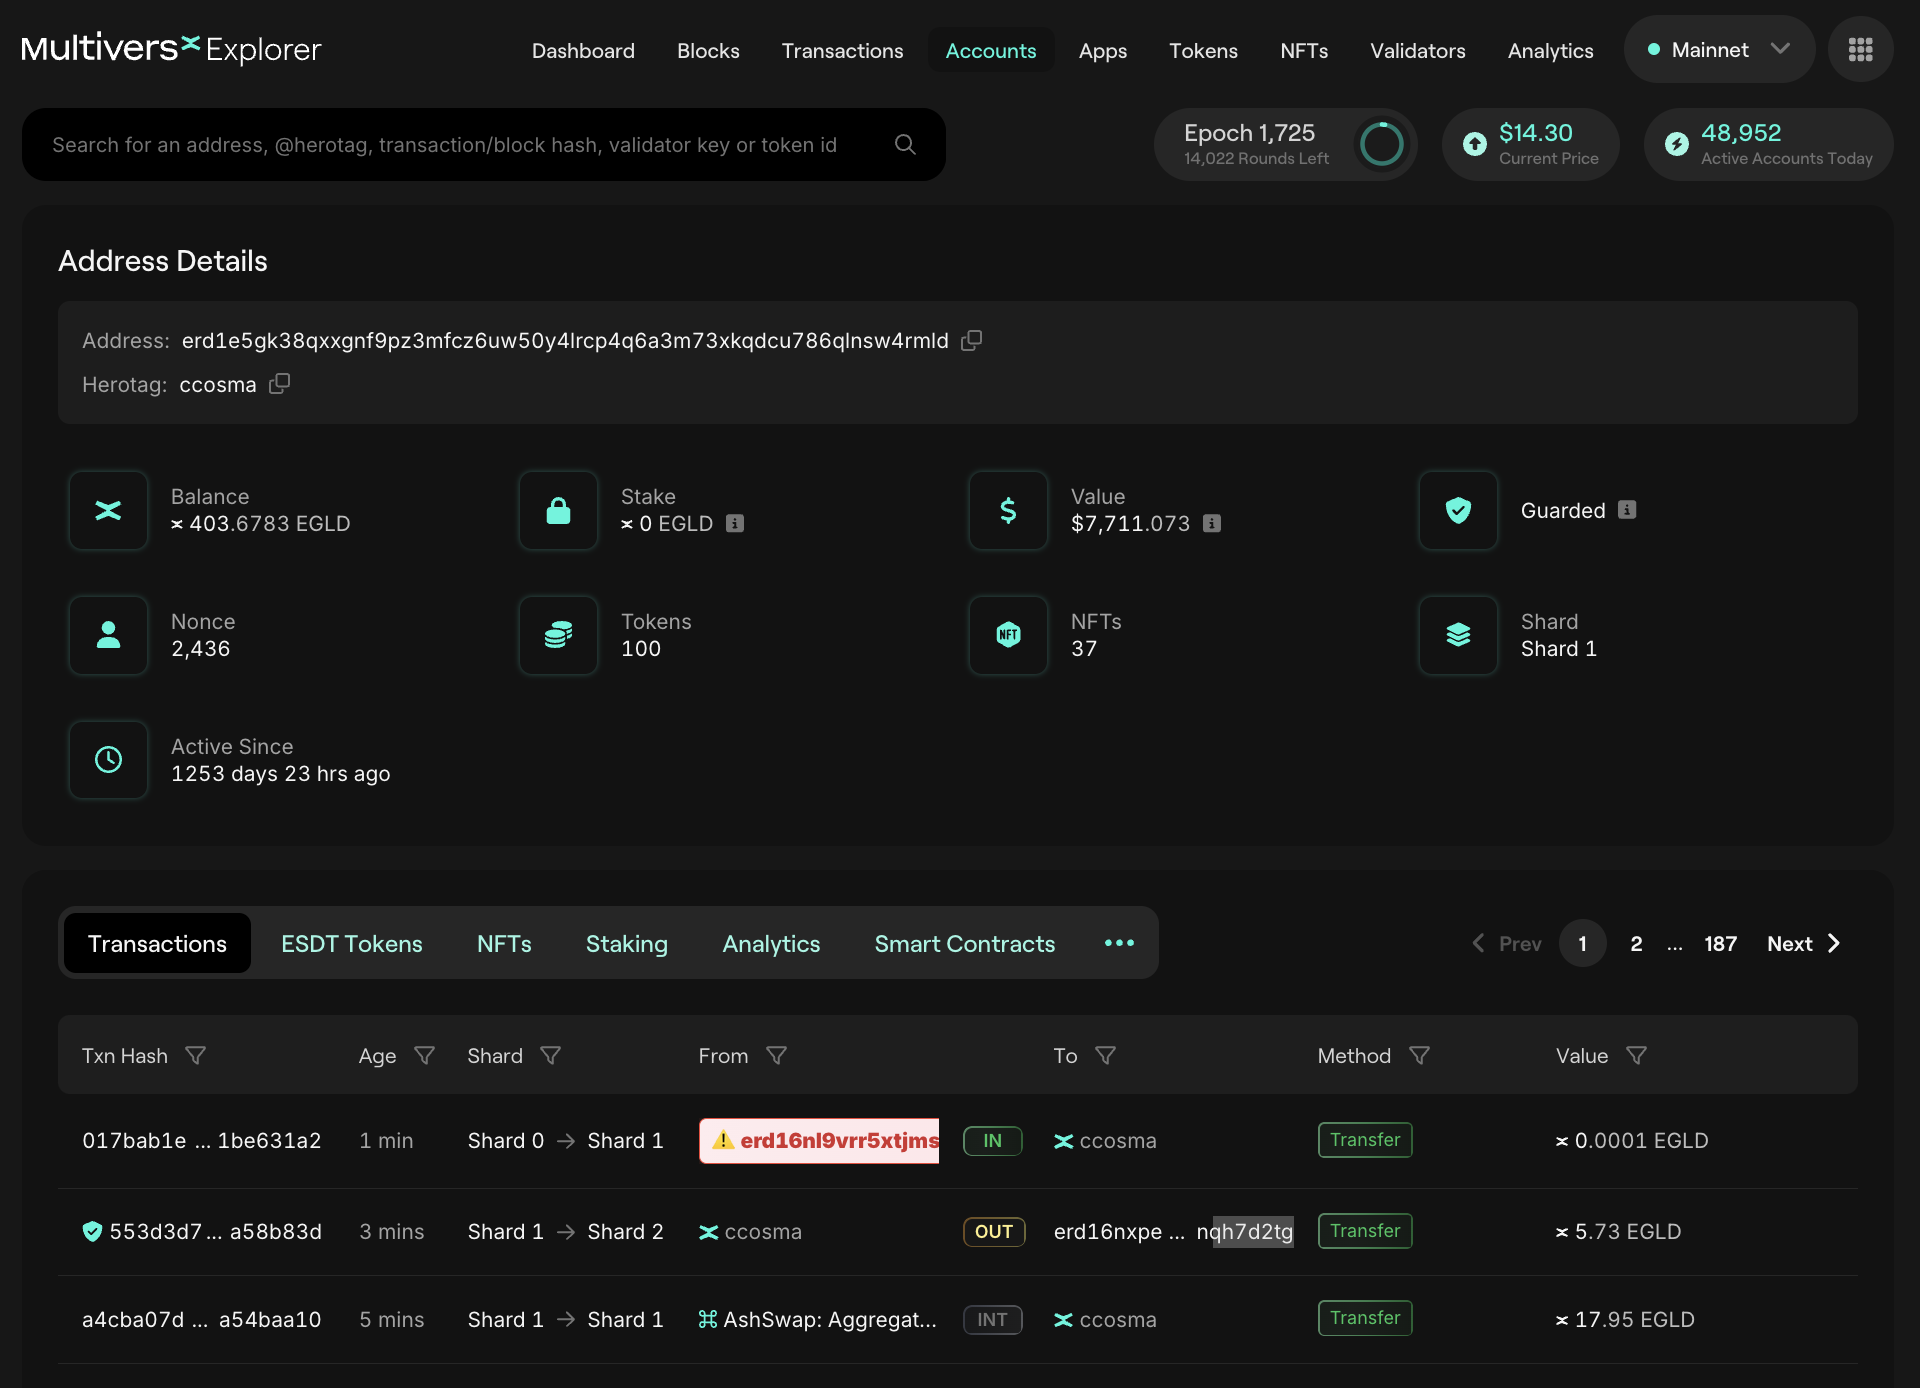 Multivers Explorer
Dashboard Blocks Transactions Accounts Apps Tokens NFTs Validators Analytics Mainnet
Search for an address, @herotag, transaction/block hash, validator key or token id
Epoch 1,725
14,022 Rounds Left
$14.30
Current Price
48,952
Active Accounts Today
Address Details
Address: erd1e5gk38qxxgnf9pz3mfcz6uw50y4lrcp4q6a3m73xkqdcu786qlnsw4rmld
Herotag: ccosma
Balance
403.6783 EGLD
Stake
0 EGLD
Value
$7,711.073
Guarded
Nonce
2,436
Tokens
100
NFT
NFTs
37
Shard
Shard 1
Active Since
1253 days 23 hrs ago
Transactions ESDT Tokens NFTs Staking Analytics Smart Contracts
Prev 1 2 ... 187 Next
Txn Hash Age Shard From To Method Value
017bab1e ... 1be631a2 1 min Shard 0 → Shard 1 erd16nl9vrr5xtjms IN ccosma Transfer 0.0001 EGLD
553d3d7 ... a58b83d 3 mins Shard 1 → Shard 2 ccosma OUT erd16nxpe ... nqh7d2tg Transfer 5.73 EGLD
a4cba07d ... a54baa10 5 mins Shard 1 → Shard 1 AshSwap: Aggregat... INT ccosma Transfer 17.95 EGLD